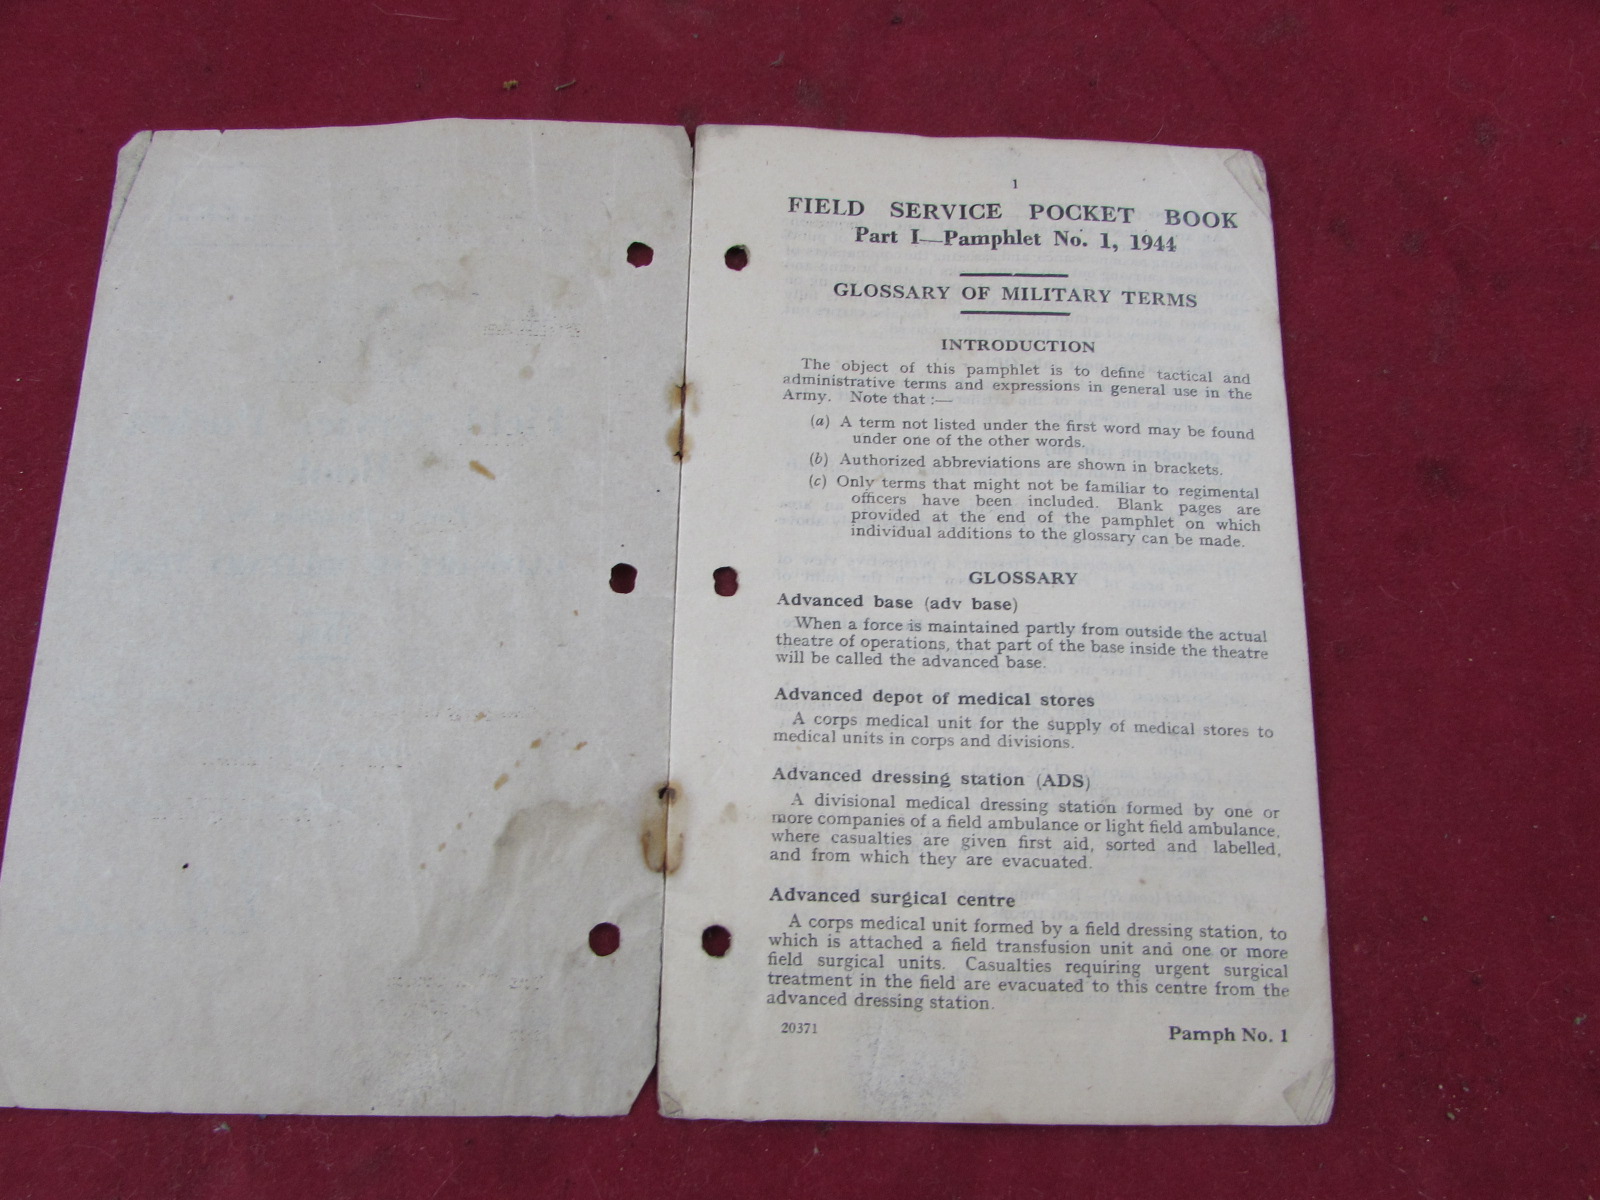 1
FIELD SERVICE POCKET BOOK
Part I—Pamphlet No. 1, 1944
GLOSSARY OF MILITARY TERMS
INTRODUCTION
The object of this pamphlet is to define tactical and
administrative terms and expressions in general use in the
Army. Note that :—
(a) A term not listed under the first word may be found
under one of the other words.
(b) Authorized abbreviations are shown in brackets.
(c) Only terms that might not be familiar to regimental
officers have been included. Blank pages are
provided at the end of the pamphlet on which
individual additions to the glossary can be made.
GLOSSARY
Advanced base (adv base)
When a force is maintained partly from outside the actual
theatre of operations, that part of the base inside the theatre
will be called the advanced base.
Advanced depot of medical stores
A corps medical unit for the supply of medical stores to
medical units in corps and divisions.
Advanced dressing station (ADS)
A divisional medical dressing station formed by one or
more companies of a field ambulance or light field ambulance,
where casualties are given first aid, sorted and labelled,
and from which they are evacuated.
Advanced surgical centre
A corps medical unit formed by a field dressing station, to
which is attached a field transfusion unit and one or more
field surgical units. Casualties requiring urgent surgical
treatment in the field are evacuated to this centre from the
advanced dressing station.
20371
Pamph No. 1